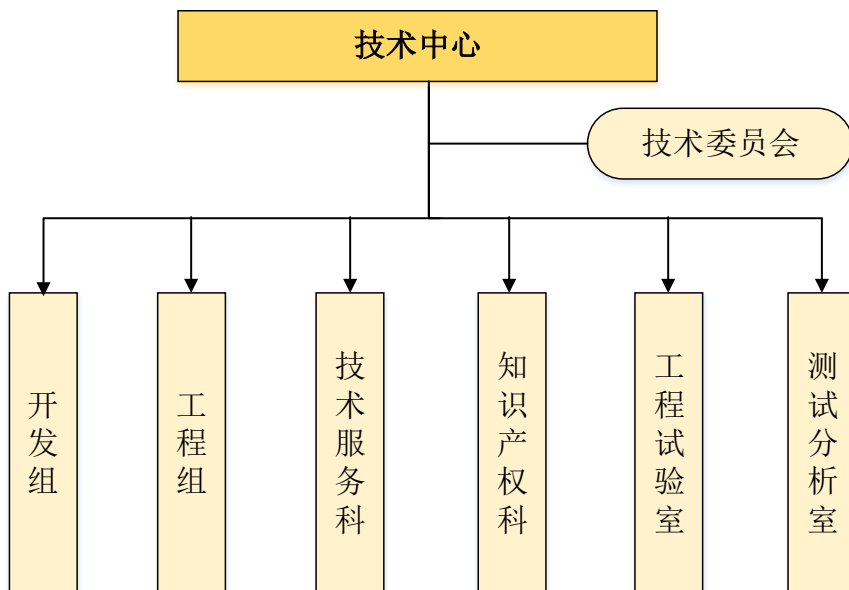 技术中心
技术委员会
开发组
工程组
技术服务科
知识产权科
工程试验室
测试分析室